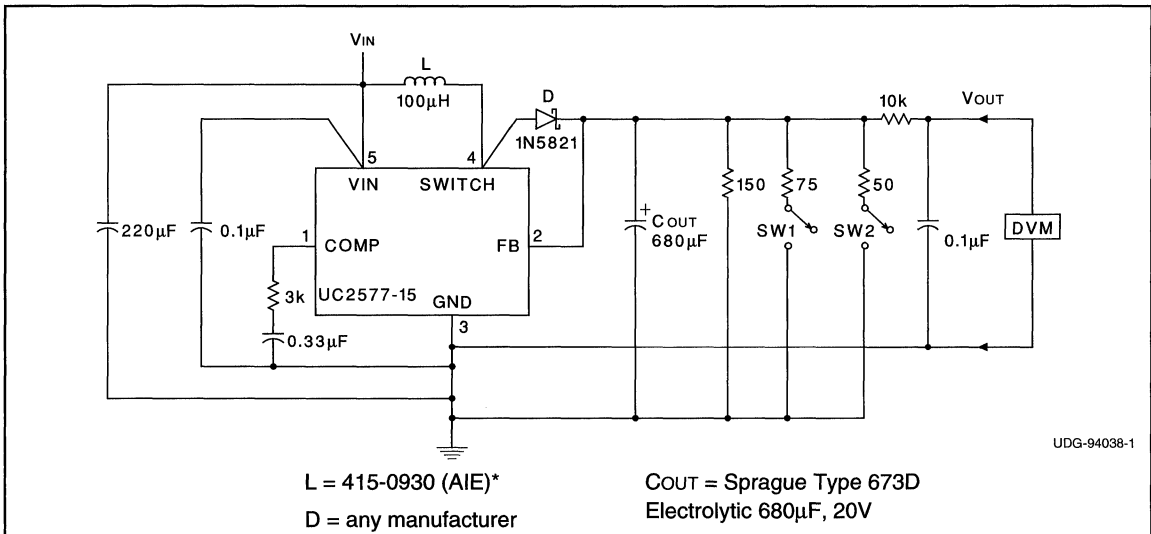 VIN
L
100µH
D
1N5821
10k
VOUT
5
4
VIN
SWITCH
150
75
50
+
COUT
680µF
220µF
0.1µF
1
COMP
FB
2
SW1
SW2
0.1µF
DVM
3k
UC2577-15
GND
3
0.33µF
UDG-94038-1
L = 415-0930 (AIE)*
D = any manufacturer
COUT = Sprague Type 673D
Electrolytic 680µF, 20V